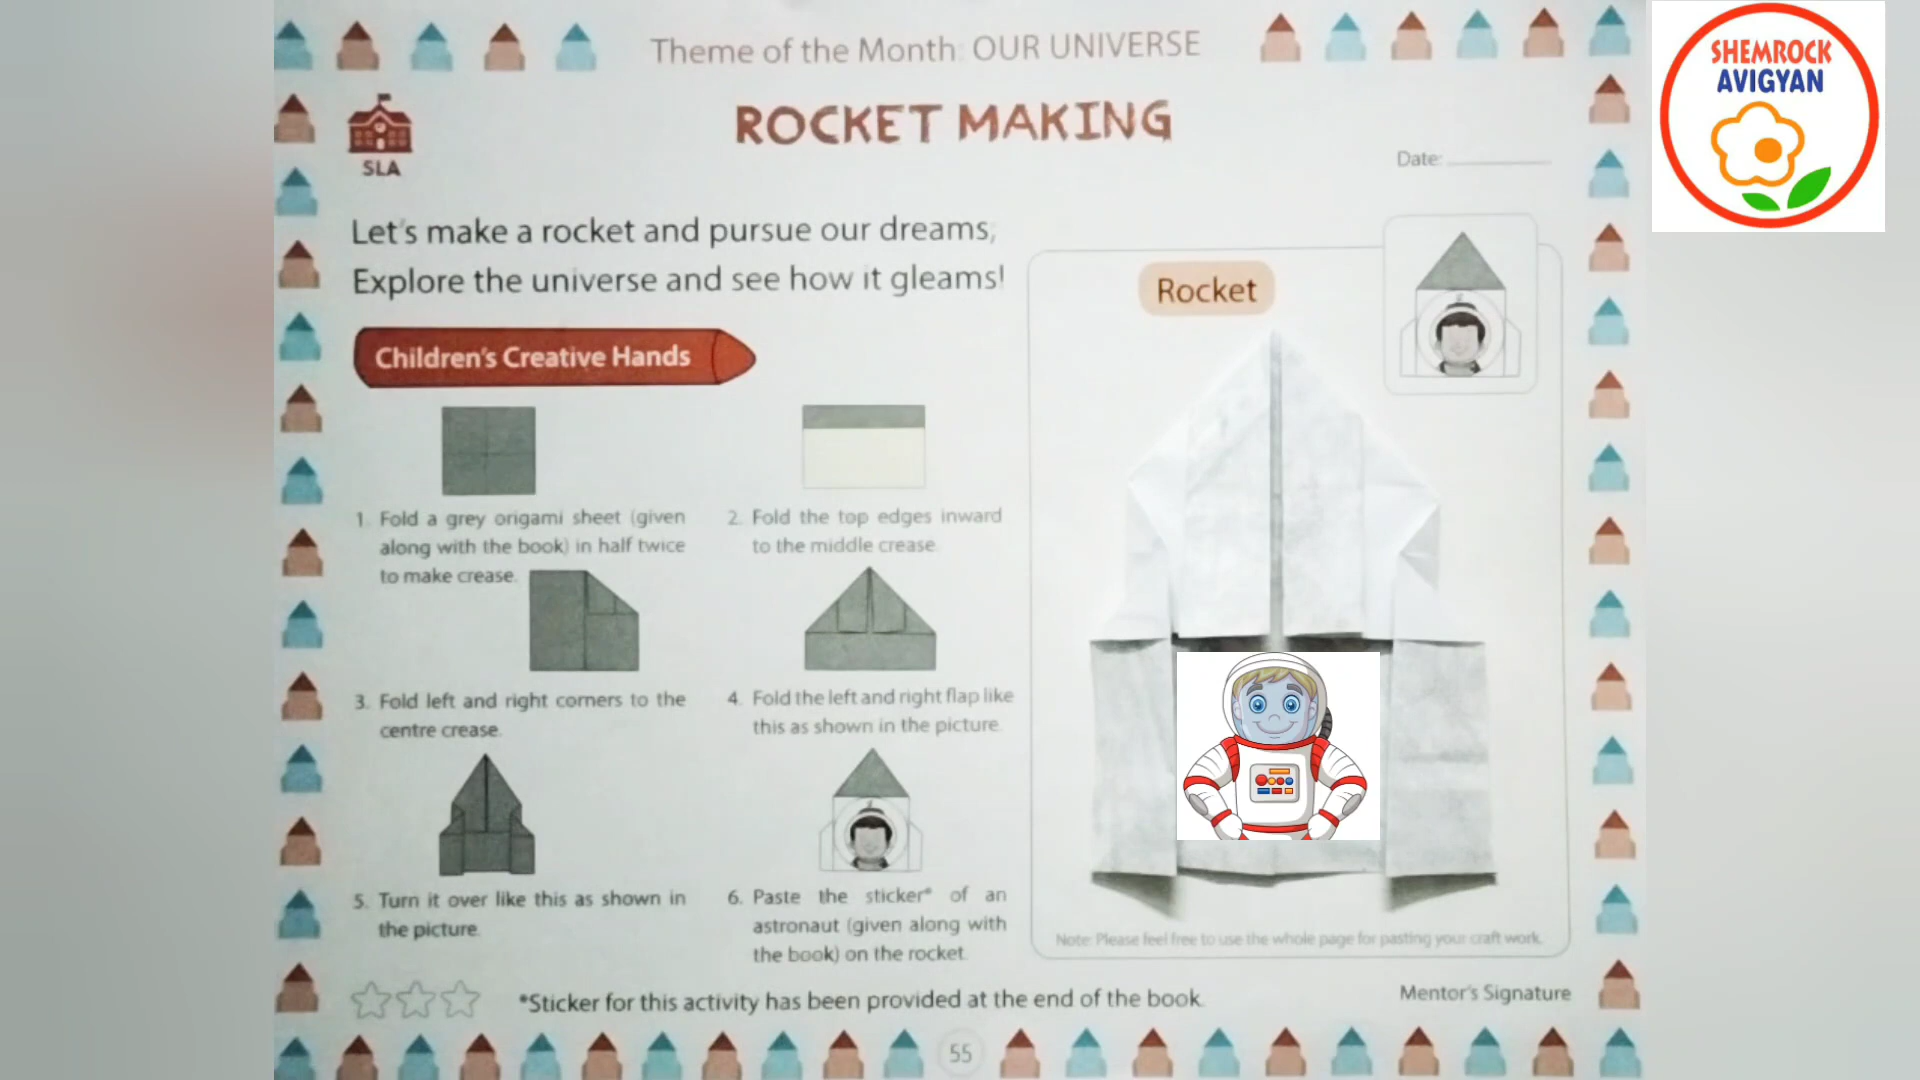 Theme of the Month: OUR UNIVERSE
SHEMROCK
AVIGYAN
ROCKET MAKING
SLA
Date:
Let's make a rocket and pursue our dreams,
Explore the universe and see how it gleams!
Rocket
Children's Creative Hands
1. Fold a grey origami sheet (given
along with the book) in half twice
to make crease.
2. Fold the top edges inward
to the middle crease.
3. Fold left and right corners to the
centre crease.
4. Fold the left and right flap like
this as shown in the picture.
5. Turn it over like this as shown in
the picture.
6. Paste the sticker* of an
astronaut (given along with
the book) on the rocket.
Note: Please feel free to use the whole page for pasting your craft work.
*Sticker for this activity has been provided at the end of the book.
Mentor's Signature
55